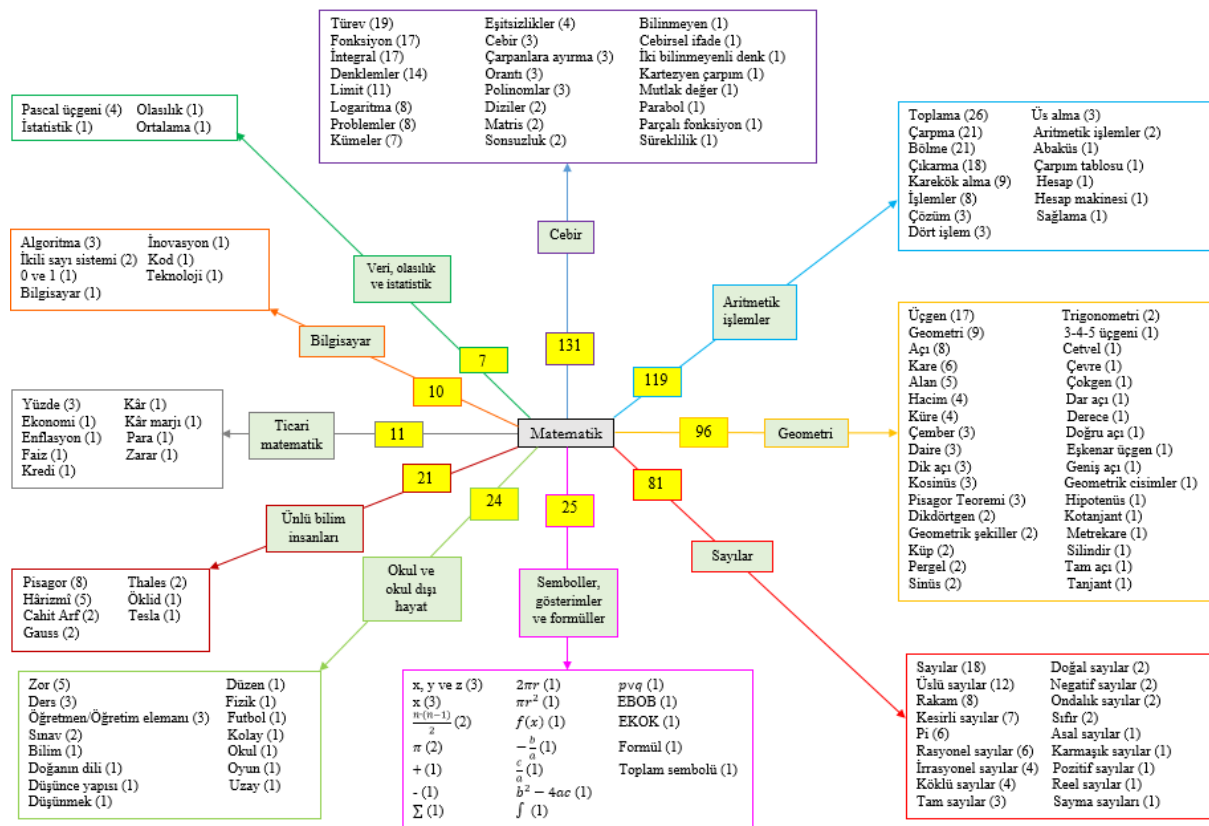 Türev (19) Eşitsizlikler (4) Bilinmeyen (1)
Fonksiyon (17) Cebir (3) Cebirsel ifade (1)
İntegral (17) Çarpanlara ayırma (3) İki bilinmeyenli denk (1)
Denklemler (14) Orantı (3) Kartezyen çarpım (1)
Limit (11) Polinomlar (3) Mutlak değer (1)
Logaritma (8) Diziler (2) Parabol (1)
Problemler (8) Matris (2) Parçalı fonksiyon (1)
Kümeler (7) Sonsuzluk (2) Süreklilik (1)
Pascal üçgeni (4) Olasılık (1)
İstatistik (1) Ortalama (1)
Toplama (26) Üs alma (3)
Çarpma (21) Aritmetik işlemler (2)
Bölme (21) Abaküs (1)
Çıkarma (18) Çarpım tablosu (1)
Karekök alma (9) Hesap (1)
İşlemler (8) Hesap makinesi (1)
Çözüm (3) Sağlama (1)
Dört işlem (3)
Cebir
Algoritma (3) İnovasyon (1)
İkili sayı sistemi (2) Kod (1)
0 ve 1 (1) Teknoloji (1)
Bilgisayar (1)
Veri, olasılık
ve istatistik
Aritmetik
işlemler
Bilgisayar
131
7
119
10
Üçgen (17) Trigonometri (2)
Geometri (9) 3-4-5 üçgeni (1)
Açı (8) Cetvel (1)
Kare (6) Çevre (1)
Alan (5) Çokgen (1)
Hacim (4) Dar açı (1)
Küre (4) Derece (1)
Çember (3) Doğru açı (1)
Daire (3) Eşkenar üçgen (1)
Dik açı (3) Geniş açı (1)
Kosinüs (3) Geometrik cisimler (1)
Pisagor Teoremi (3) Hipotenüs (1)
Dikdörtgen (2) Kotanjant (1)
Geometrik şekiller (2) Metrekare (1)
Küp (2) Silindir (1)
Pergel (2) Tam açı (1)
Sinüs (2) Tanjant (1)
Yüzde (3) Kâr (1)
Ekonomi (1) Kâr marjı (1)
Enflasyon (1) Para (1)
Faiz (1) Zarar (1)
Kredi (1)
Ticari
matematik
11
Matematik
96
Geometri
21
24
25
81
Ünlü bilim
insanları
Okul ve
okul dışı
hayat
Semboller,
gösterimler
ve formüller
Sayılar
Pisagor (8) Thales (2)
Hârizmî (5) Öklid (1)
Cahit Arf (2) Tesla (1)
Gauss (2)
Zor (5) Düzen (1)
Ders (3) Fizik (1)
Öğretmen/Öğretim elemanı (3) Futbol (1)
Sınav (2) Kolay (1)
Bilim (1) Okul (1)
Doğanın dili (1) Oyun (1)
Düşünce yapısı (1) Uzay (1)
Düşünmek (1)
x, y ve z (3) 2πr (1) pvq (1)
x (3) πr² (1) EBOB (1)
n·(n−1)/2 (2) f(x) (1) EKOK (1)
π (2) −b/a (1) Formül (1)
+ (1) c/a (1) Toplam sembolü (1)
- (1) b² − 4ac (1)
∑ (1) ∫ (1)
Sayılar (18) Doğal sayılar (2)
Üslü sayılar (12) Negatif sayılar (2)
Rakam (8) Ondalık sayılar (2)
Kesirli sayılar (7) Sıfır (2)
Pi (6) Asal sayılar (1)
Rasyonel sayılar (6) Karmaşık sayılar (1)
İrrasyonel sayılar (4) Pozitif sayılar (1)
Köklü sayılar (4) Reel sayılar (1)
Tam sayılar (3) Sayma sayıları (1)